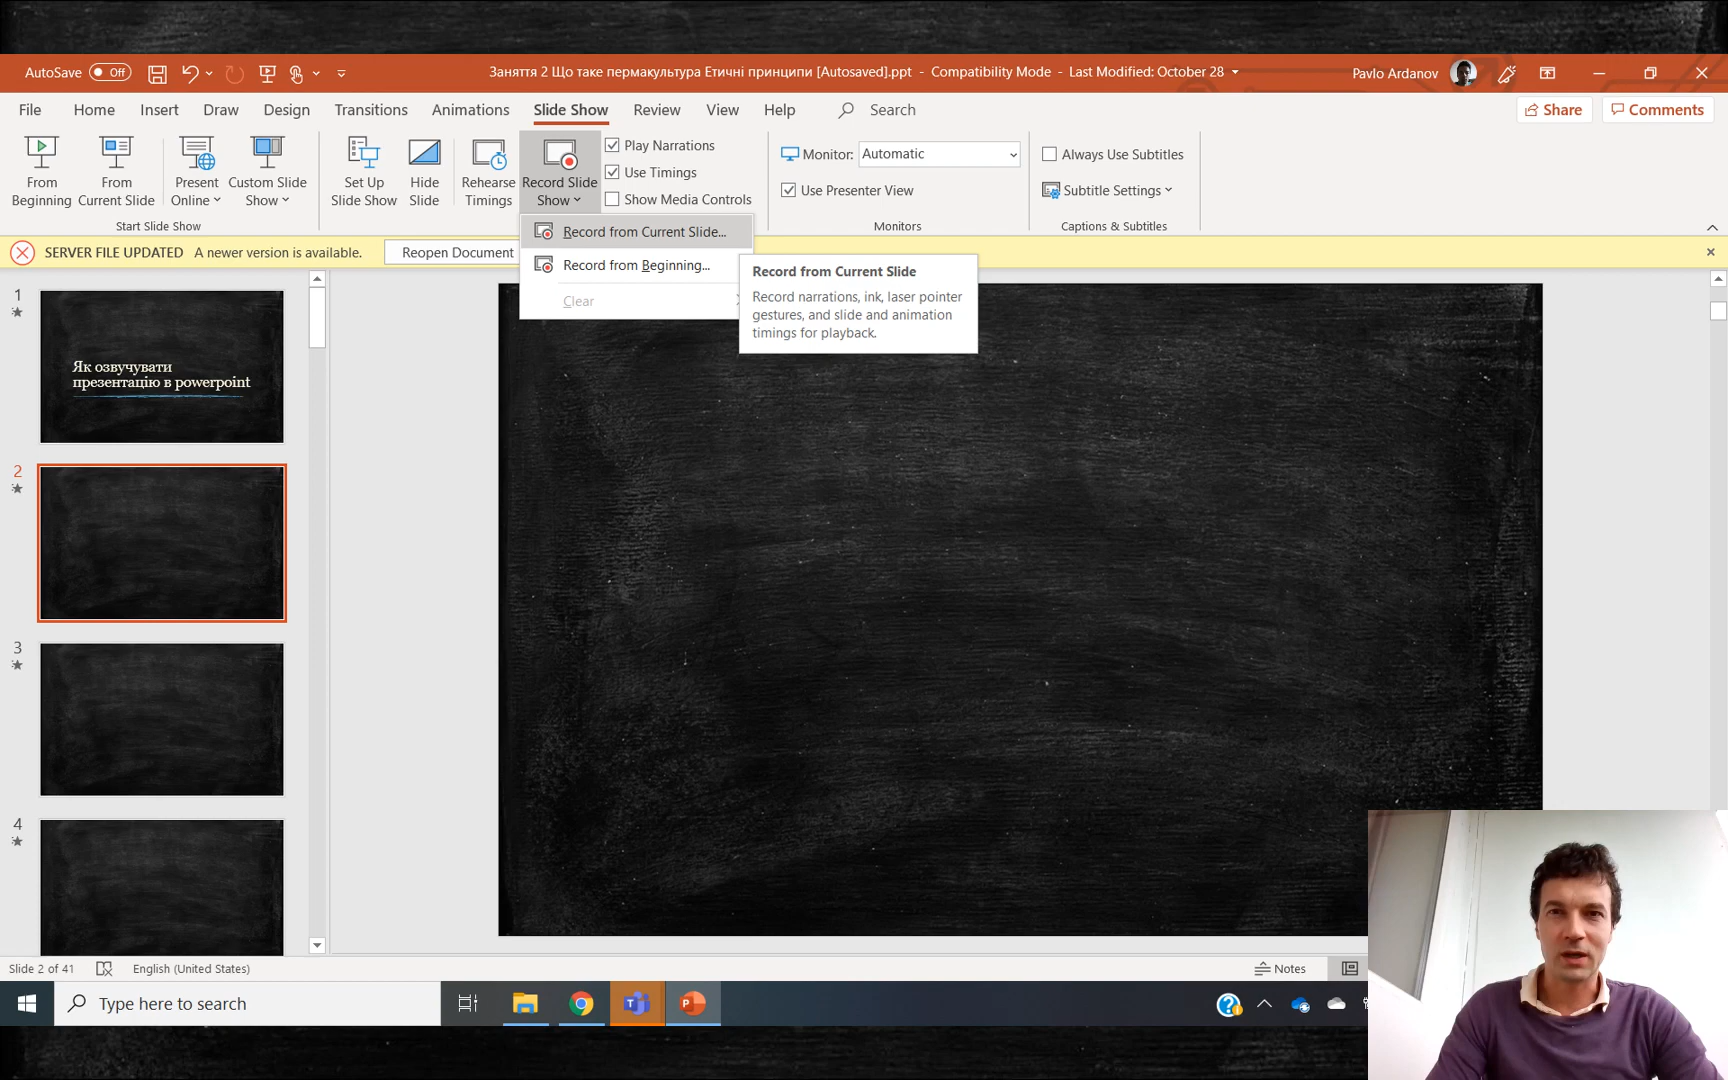 AutoSave Off Заняття 2 Що таке пермакультура Етичні принципи [Autosaved].ppt - Compatibility Mode - Last Modified: October 28 Pavlo Ardanov
File Home Insert Draw Design Transitions Animations Slide Show Review View Help Search Share Comments
From Beginning
From Current Slide
Present Online
Custom Slide Show
Start Slide Show
Set Up Slide Show
Hide Slide
Rehearse Timings
Record Slide Show
Play Narrations
Use Timings
Show Media Controls
Monitor: Automatic
Use Presenter View
Monitors
Always Use Subtitles
Subtitle Settings
Captions & Subtitles
SERVER FILE UPDATED A newer version is available. Reopen Document
Record from Current Slide...
Record from Beginning...
Clear
Record from Current Slide
Record narrations, ink, laser pointer
gestures, and slide and animation
timings for playback.
1
Як озвучувати
презентацію в powerpoint
2
3
4
Slide 2 of 41 English (United States) Notes
Type here to search